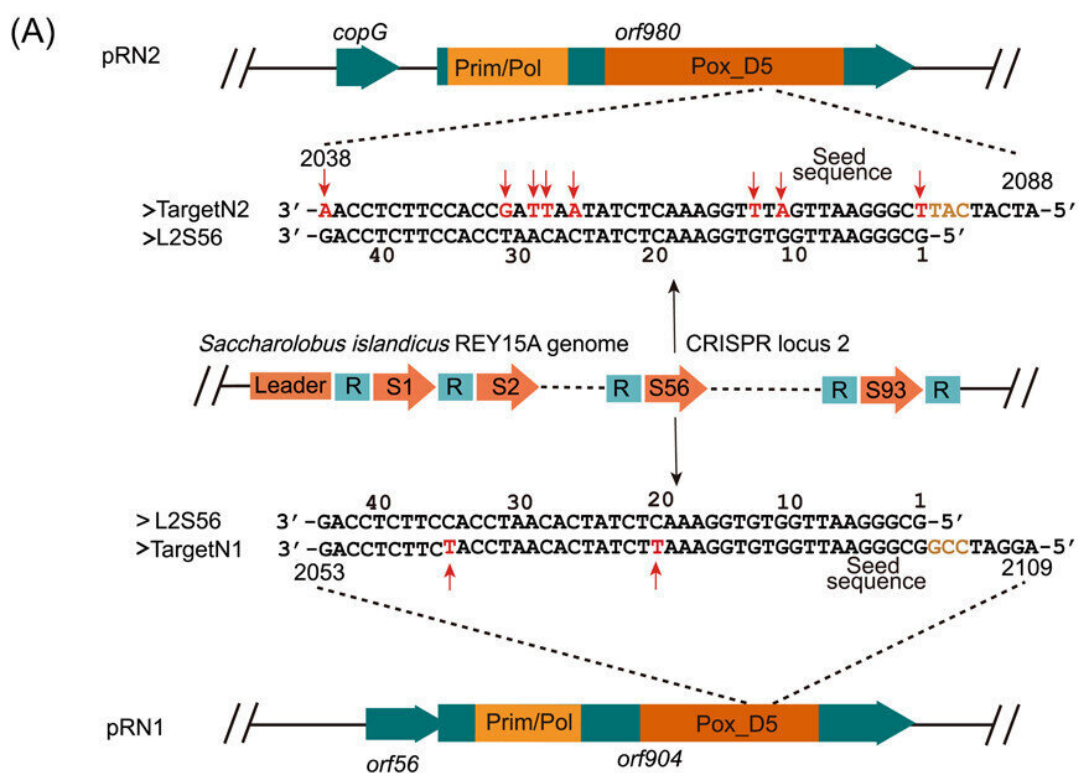 (A)
pRN2
copG
orf980
Prim/Pol
Pox_D5
2038
Seed
sequence
2088
>TargetN2 3′-AACCTCTTCCACCGATTAATATCTCAAAGGTTTAGTTAAGGGCTTACTACTA-5′
>L2S56 3′-GACCTCTTCCACCTAACACTATCTCAAAGGTGTGGTTAAGGGCG-5′
40 30 20 10 1
Saccharolobus islandicus REY15A genome
CRISPR locus 2
Leader R S1 R S2 R S56 R S93 R
40 30 20 10 1
> L2S56 3′-GACCTCTTCCACCTAACACTATCTCAAAGGTGTGGTTAAGGGCG-5′
>TargetN1 3′-GACCTCTTCTACCTAACACTATCTTAAAGGTGTGGTTAAGGGCGGCCTAGGA-5′
2053
Seed
sequence
2109
pRN1
Prim/Pol
Pox_D5
orf56
orf904